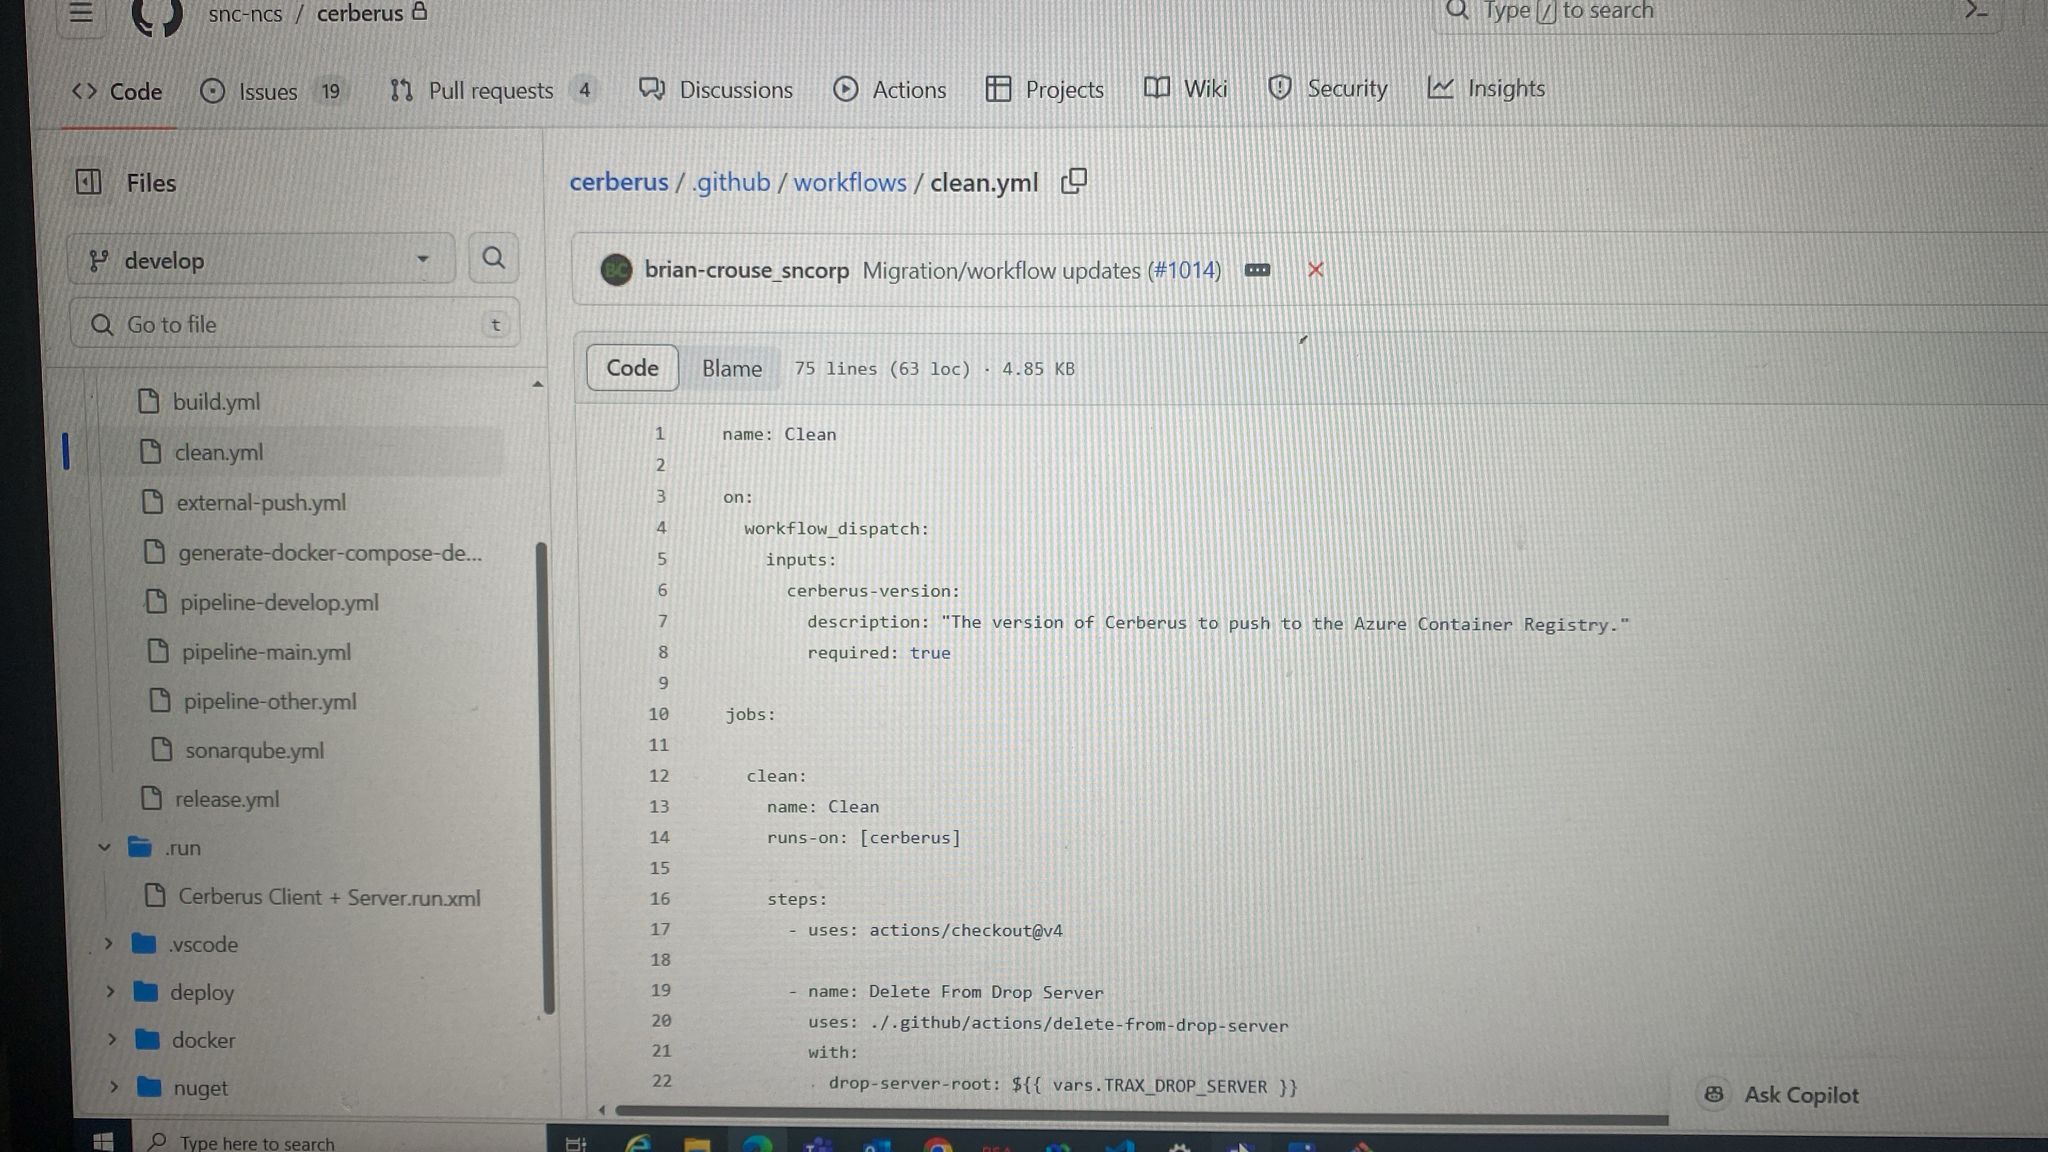 snc-ncs / cerberus
Type / to search
Code
Issues 19
Pull requests 4
Discussions
Actions
Projects
Wiki
Security
Insights
Files
develop
Go to file t
build.yml
clean.yml
external-push.yml
generate-docker-compose-de...
pipeline-develop.yml
pipeline-main.yml
pipeline-other.yml
sonarqube.yml
release.yml
.run
Cerberus Client + Server.run.xml
.vscode
deploy
docker
nuget
cerberus / .github / workflows / clean.yml
BC brian-crouse_sncorp Migration/workflow updates (#1014)
Code Blame 75 lines (63 loc) · 4.85 KB
1 name: Clean
2
3 on:
4 workflow_dispatch:
5 inputs:
6 cerberus-version:
7 description: "The version of Cerberus to push to the Azure Container Registry."
8 required: true
9
10 jobs:
11
12 clean:
13 name: Clean
14 runs-on: [cerberus]
15
16 steps:
17 - uses: actions/checkout@v4
18
19 - name: Delete From Drop Server
20 uses: ./.github/actions/delete-from-drop-server
21 with:
22 drop-server-root: ${{ vars.TRAX_DROP_SERVER }}
Ask Copilot
Type here to search